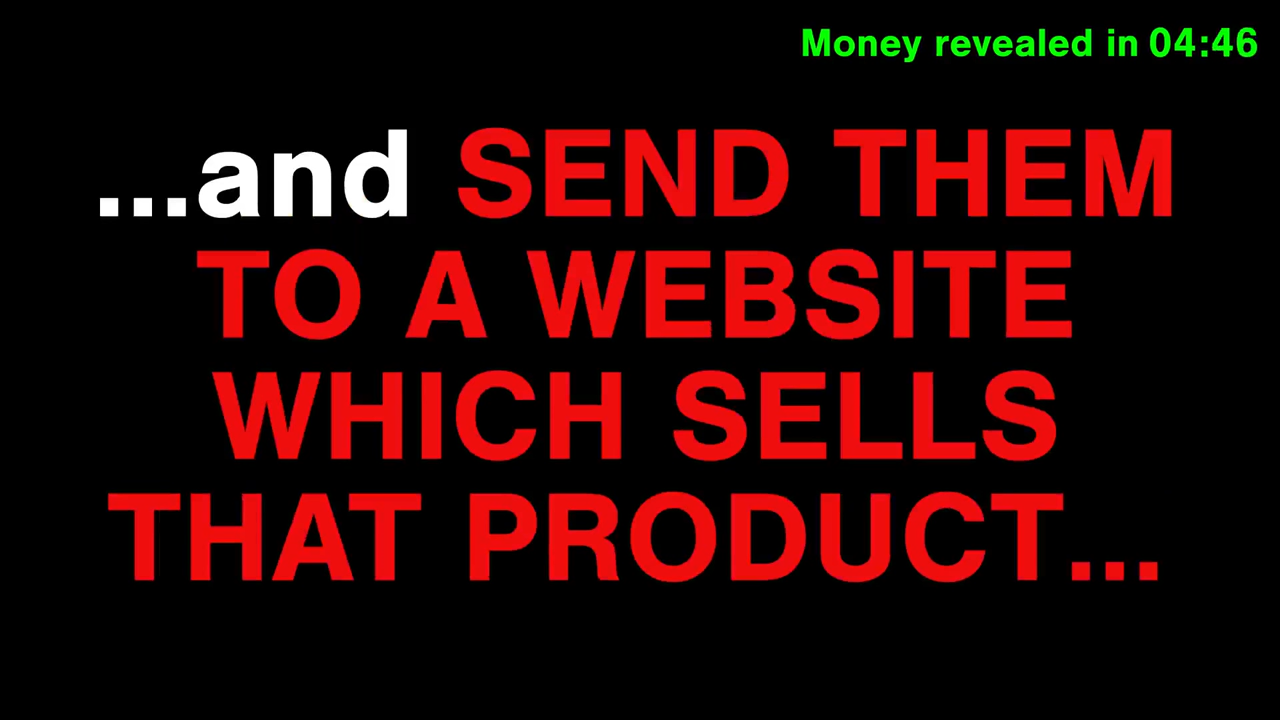 Money revealed in 04:46
...and SEND THEM
TO A WEBSITE
WHICH SELLS
THAT PRODUCT...